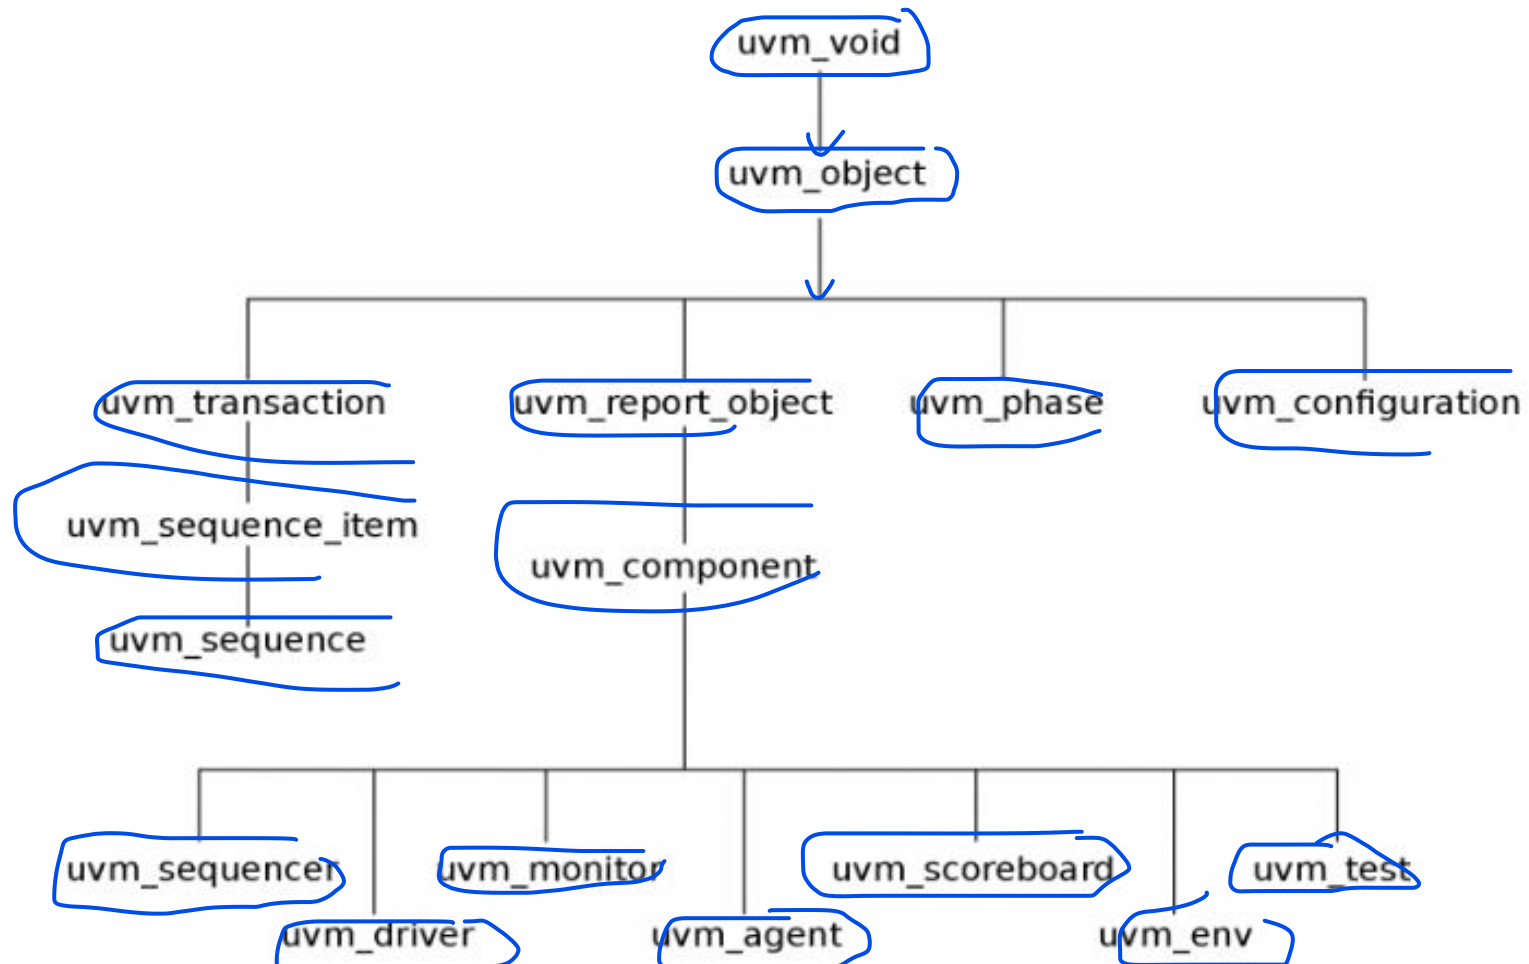 uvm_void
uvm_object
uvm_transaction uvm_report_object uvm_phase uvm_configuration
uvm_sequence_item
uvm_component
uvm_sequence
uvm_sequencer uvm_monitor uvm_scoreboard uvm_test
uvm_driver uvm_agent uvm_env